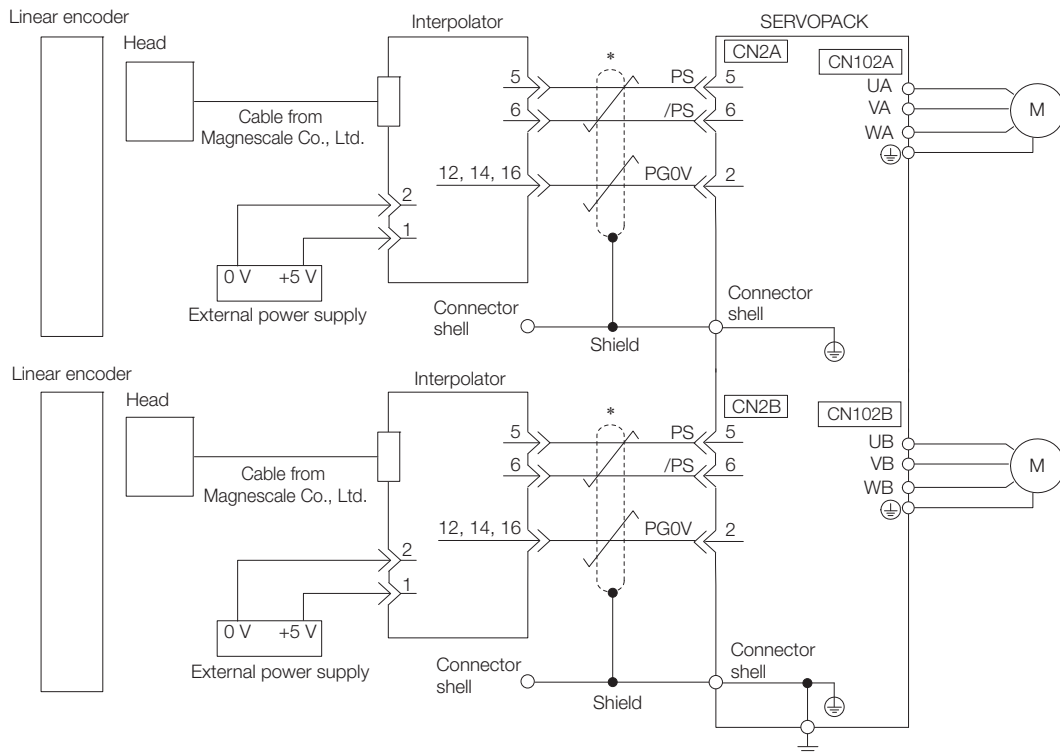 Linear encoder
Head
Interpolator
SERVOPACK
CN2A
CN102A
*
5
PS
5
6
/PS
6
Cable from
Magnescale Co., Ltd.
UA
VA
WA
M
12, 14, 16
PG0V
2
2
1
0 V +5 V
External power supply
Connector
shell
Shield
Connector
shell
Linear encoder
Head
Interpolator
CN2B
CN102B
*
5
PS
5
6
/PS
6
Cable from
Magnescale Co., Ltd.
UB
VB
WB
M
12, 14, 16
PG0V
2
2
1
0 V +5 V
External power supply
Connector
shell
Shield
Connector
shell